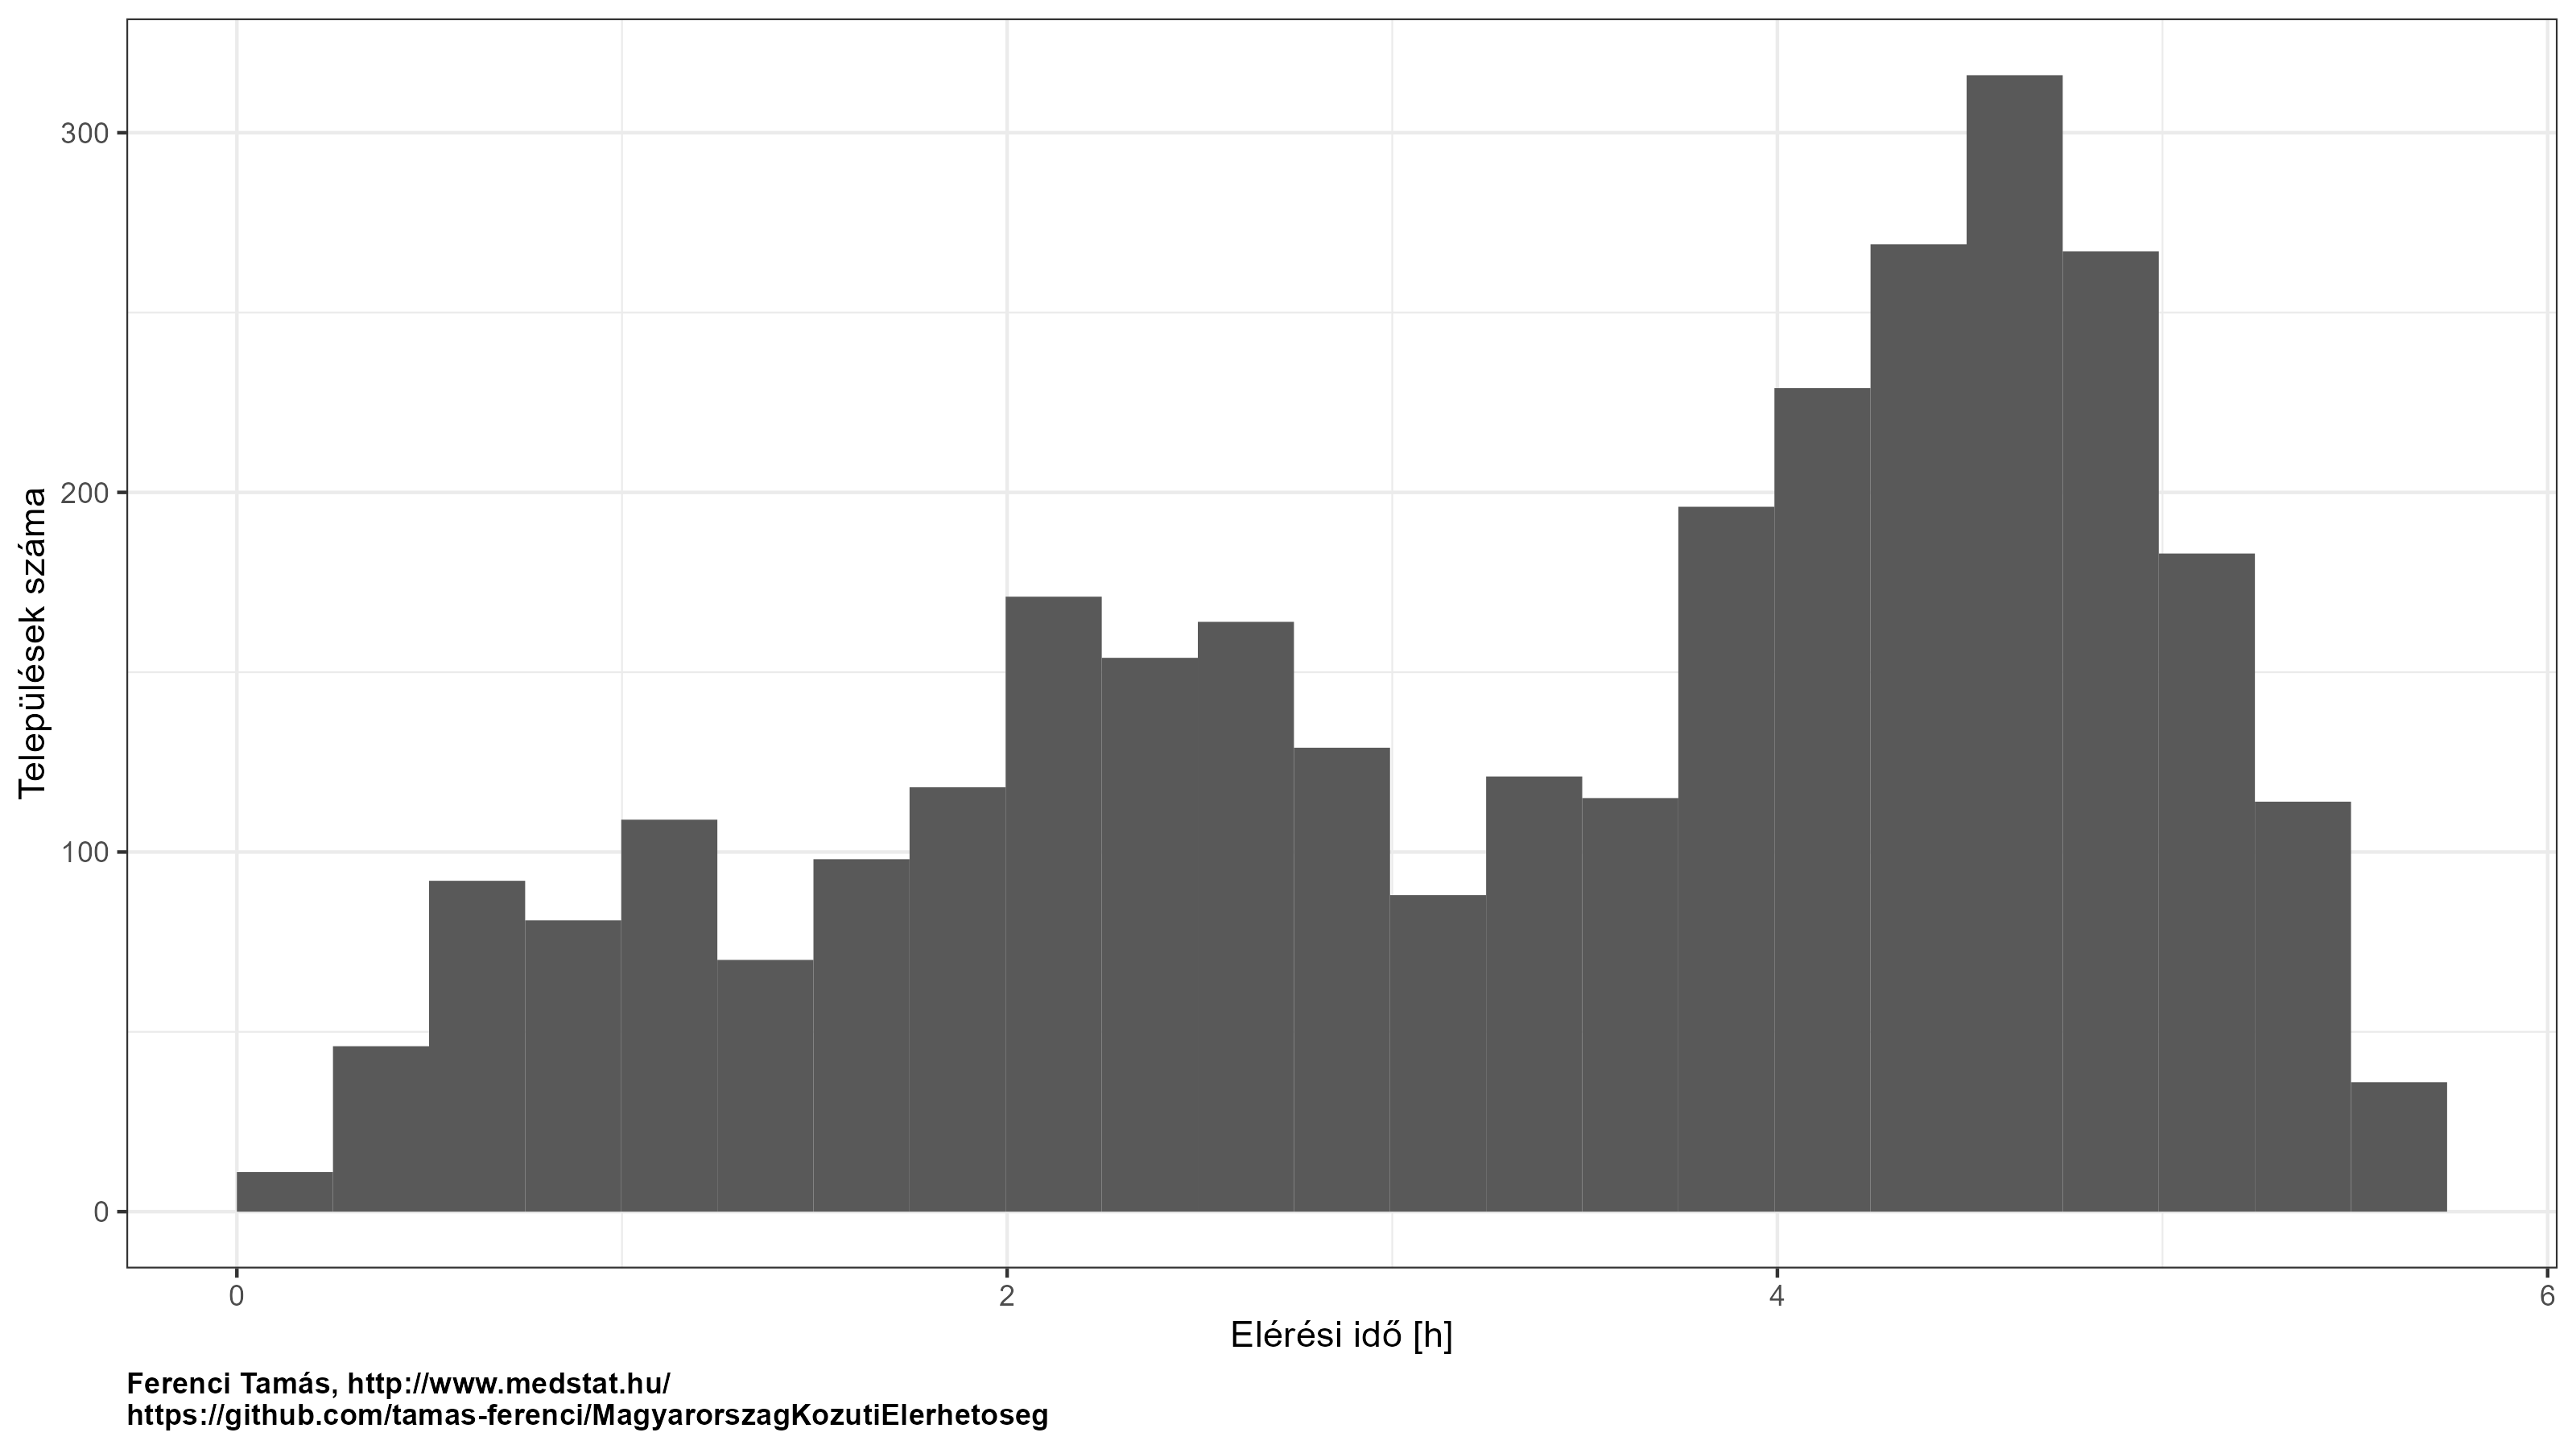 300
200
100
0
Települések száma
0 2 4 6
Elérési idő [h]
Ferenci Tamás, http://www.medstat.hu/
https://github.com/tamas-ferenci/MagyarorszagKozutiElerhetoseg